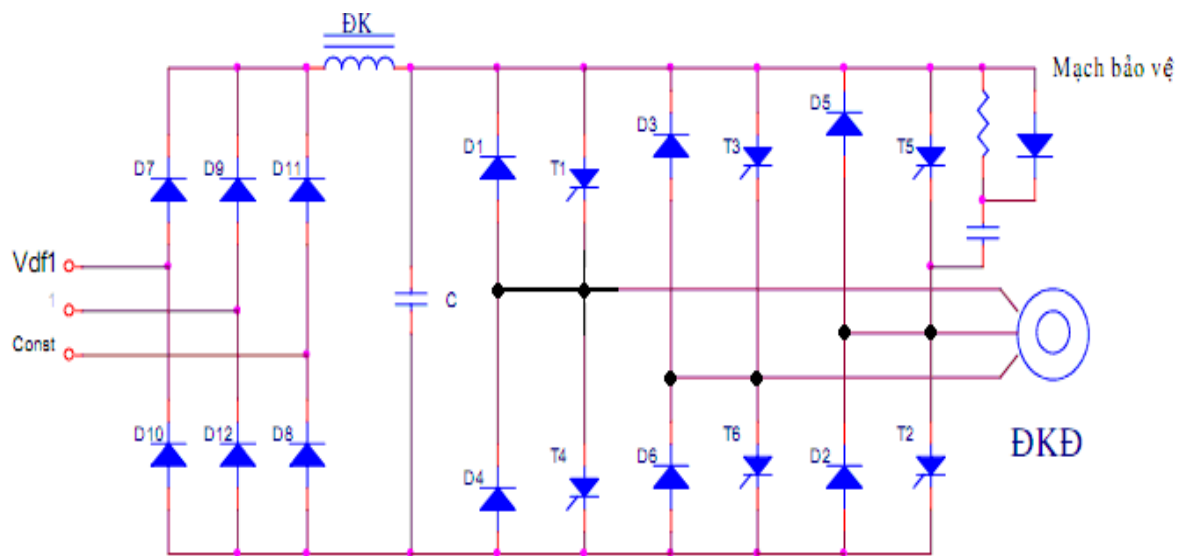 ĐK
Mạch bảo vệ
D1
T1
D3
T3
D5
T5
D7
D9
D11
Vdf1
1
Const
C
D10
D12
D8
D4
T4
D6
T6
D2
T2
ĐKĐ